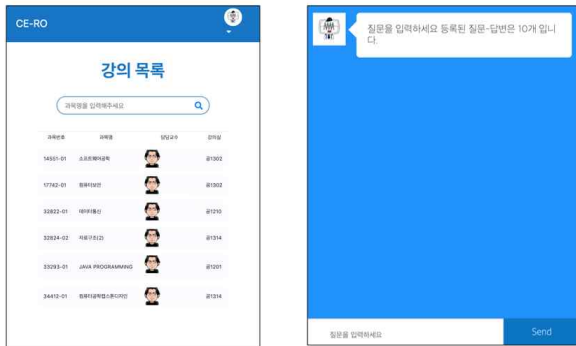 CE-RO
강의 목록
과목명을 입력해주세요
과목번호 과목명 담당교수 강의실
14551-01 소프트웨어공학 공1302
17742-01 컴퓨터보안 공1302
32822-01 데이터통신 공1210
32824-02 자료구조(2) 공1314
33293-01 JAVA PROGRAMMING 공1201
34412-01 컴퓨터공학캡스톤디자인 공1314
질문을 입력하세요 등록된 질문-답변은 10개 입니
다.
질문을 입력하세요
Send